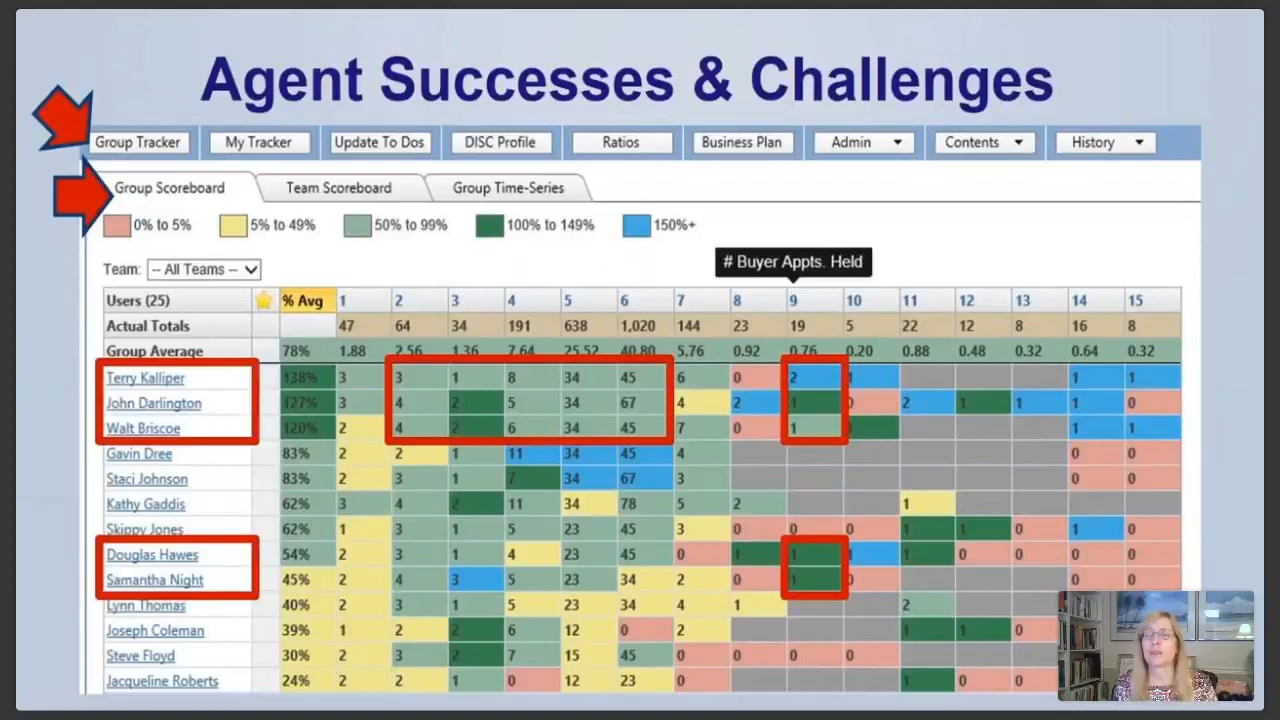 Agent Successes & Challenges
Group Tracker My Tracker Update To Dos DISC Profile Ratios Business Plan Admin Contents History
Group Scoreboard Team Scoreboard Group Time-Series
0% to 5% 5% to 49% 50% to 99% 100% to 149% 150%+
# Buyer Appts. Held
Team: -- All Teams --
Users (25) % Avg 1 2 3 4 5 6 7 8 9 10 11 12 13 14 15
Actual Totals 47 64 34 191 638 1,020 144 23 19 5 22 12 8 16 8
Group Average 78% 1.88 2.56 1.36 7.64 25.52 40.80 5.76 0.92 0.76 0.20 0.88 0.48 0.32 0.64 0.32
Terry Kalliper 138% 3 3 1 8 34 45 6 0 2 1 1 1
John Darlington 127% 3 4 2 5 34 67 4 2 1 0 2 1 1 1 0
Walt Briscoe 120% 2 4 2 6 34 45 7 0 1 0 1 1
Gavin Dree 83% 2 2 1 11 34 45 4 0 0
Staci Johnson 83% 2 3 1 7 34 67 3 0 0
Kathy Gaddis 62% 3 4 2 11 34 78 5 2 1
Skippy Jones 62% 1 3 1 5 23 45 3 0 0 0 1 1 0 1 0
Douglas Hawes 54% 2 3 1 4 23 45 0 1 1 1 1 0 0 0 0
Samantha Night 45% 2 4 3 5 23 34 2 0 1 0 0 0
Lynn Thomas 40% 2 3 1 5 23 34 4 1 2
Joseph Coleman 39% 1 2 2 6 12 0 2 1 1 0
Steve Floyd 30% 2 3 2 7 15 45 0 0 0 0
Jacqueline Roberts 24% 2 2 1 0 12 23 0 1 0 0